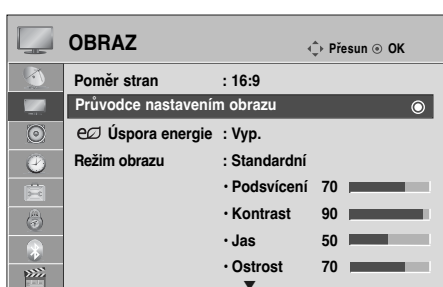 OBRAZ Přesun OK
Poměr stran : 16:9
Průvodce nastavením obrazu
Úspora energie : Vyp.
Režim obrazu : Standardní
• Podsvícení 70
• Kontrast 90
• Jas 50
• Ostrost 70